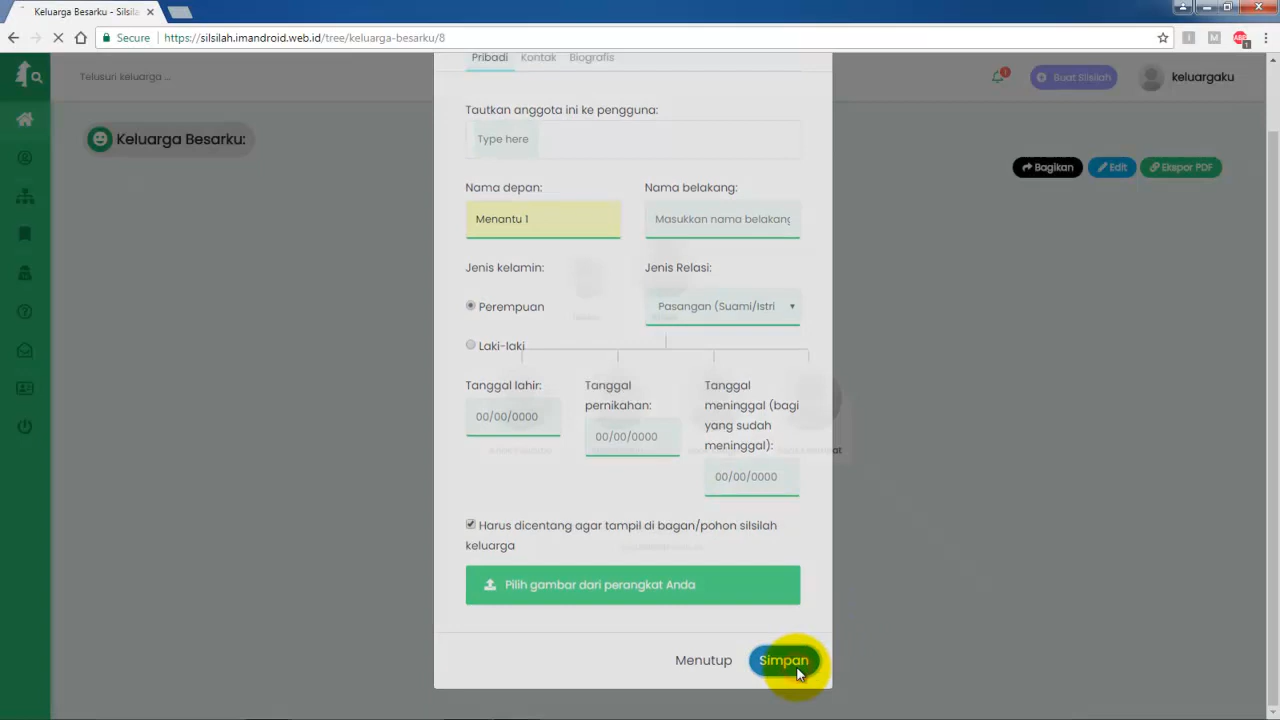 Keluarga Besarku - Silsila
Secure https://silsilah.imandroid.web.id/tree/keluarga-besarku/8
ABP
1
Telusuri keluarga ...
1
Buat Silsilah
keluargaku
Keluarga Besarku:
Bagikan
Edit
Ekspor PDF
Pribadi
Kontak
Biografis
Tautkan anggota ini ke pengguna:
Type here
Nama depan:
Nama belakang:
Menantu 1
Masukkan nama belakang
Jenis kelamin:
Jenis Relasi:
Perempuan
Pasangan (Suami/Istri
Laki-laki
Tanggal lahir:
Tanggal
pernikahan:
Tanggal
meninggal (bagi
yang sudah
meninggal):
00/00/0000
00/00/0000
00/00/0000
Harus dicentang agar tampil di bagan/pohon silsilah
keluarga
Pilih gambar dari perangkat Anda
Menutup
Simpan